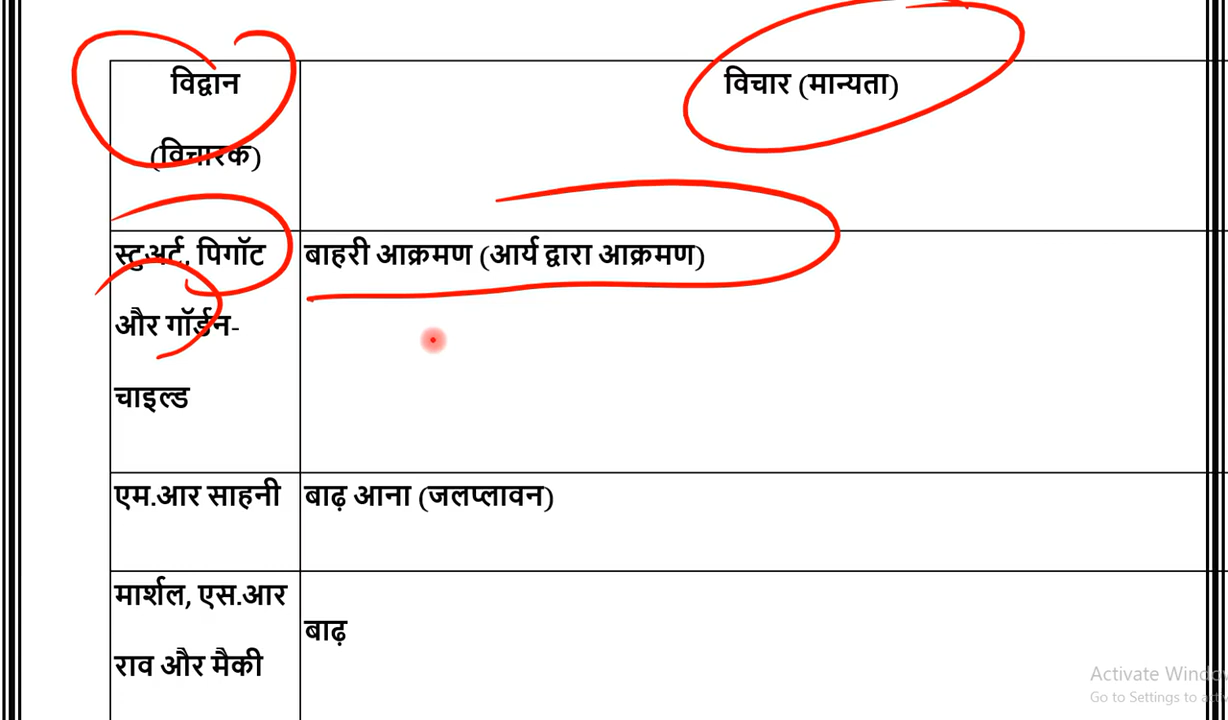 विद्वान
(विचारक)
विचार (मान्यता)
स्टुअर्ट, पिगॉट
और गॉर्डन-
चाइल्ड
बाहरी आक्रमण (आर्य द्वारा आक्रमण)
एम.आर साहनी
बाढ़ आना (जलप्लावन)
मार्शल, एस.आर
राव और मैकी
बाढ़
Activate Windo
Go to Settings to acti